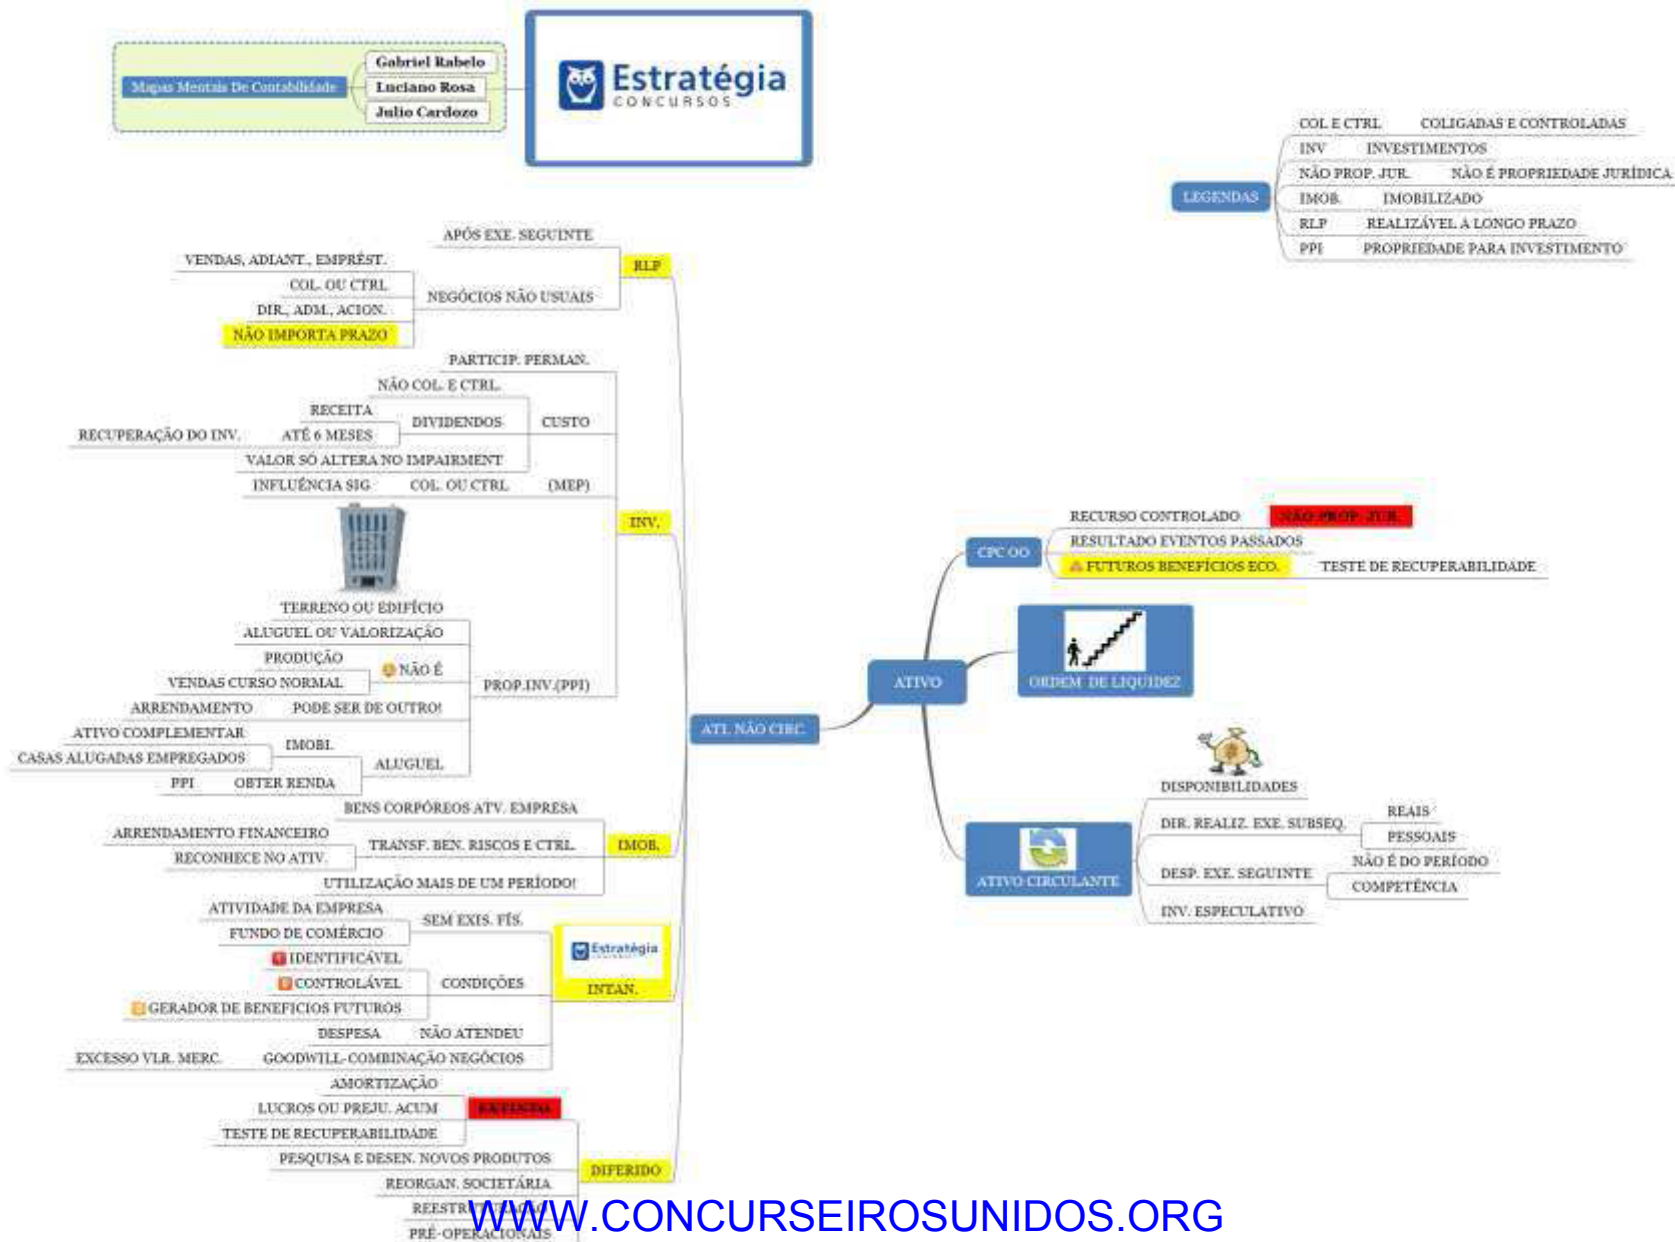 Mapas Mentais De Contabilidade
Gabriel Rabelo
Luciano Rosa
Julio Cardozo
Estratégia
CONCURSOS
LEGENDAS
COL E CTRL COLIGADAS E CONTROLADAS
INV INVESTIMENTOS
NÃO PROP. JUR. NÃO É PROPRIEDADE JURÍDICA
IMOB. IMOBILIZADO
RLP REALIZÁVEL A LONGO PRAZO
PPI PROPRIEDADE PARA INVESTIMENTO
ATIVO
CPC OO
RECURSO CONTROLADO NÃO PROP. JUR.
RESULTADO EVENTOS PASSADOS
FUTUROS BENEFÍCIOS ECO. TESTE DE RECUPERABILIDADE
ORDEM DE LIQUIDEZ
ATIVO CIRCULANTE
DISPONIBILIDADES
DIR. REALIZ. EXE. SUBSEQ.
REAIS
PESSOAIS
DESP. EXE. SEGUINTE
NÃO É DO PERÍODO
COMPETÊNCIA
INV. ESPECULATIVO
ATI. NÃO CIRC.
RLP
APÓS EXE. SEGUINTE
NEGÓCIOS NÃO USUAIS
VENDAS, ADIANT., EMPRÉST.
COL. OU CTRL
DIR., ADM., ACION.
NÃO IMPORTA PRAZO
INV.
PARTICIP. PERMAN.
CUSTO
NÃO COL. E CTRL.
DIVIDENDOS
RECEITA
ATÉ 6 MESES RECUPERAÇÃO DO INV.
VALOR SÓ ALTERA NO IMPAIRMENT
(MEP) COL. OU CTRL INFLUÊNCIA SIG
PROP.INV.(PPI)
TERRENO OU EDIFÍCIO
ALUGUEL OU VALORIZAÇÃO
NÃO É
PRODUÇÃO
VENDAS CURSO NORMAL
PODE SER DE OUTRO! ARRENDAMENTO
ALUGUEL
IMOBI.
ATIVO COMPLEMENTAR
CASAS ALUGADAS EMPREGADOS
OBTER RENDA PPI
IMOB.
BENS CORPÓREOS ATV. EMPRESA
TRANSF. BEN. RISCOS E CTRL.
ARRENDAMENTO FINANCEIRO
RECONHECE NO ATIV.
UTILIZAÇÃO MAIS DE UM PERÍODO!
Estratégia
INTAN.
SEM EXIS. FÍS.
ATIVIDADE DA EMPRESA
FUNDO DE COMÉRCIO
CONDIÇÕES
IDENTIFICÁVEL
CONTROLÁVEL
GERADOR DE BENEFICIOS FUTUROS
NÃO ATENDEU DESPESA
GOODWILL-COMBINAÇÃO NEGÓCIOS EXCESSO VLR. MERC.
DIFERIDO
EXTINTO
AMORTIZAÇÃO
LUCROS OU PREJU. ACUM
TESTE DE RECUPERABILIDADE
PESQUISA E DESEN. NOVOS PRODUTOS
REORGAN. SOCIETÁRIA
REESTRUTURAÇÃO
PRÉ-OPERACIONAIS
WWW.CONCURSEIROSUNIDOS.ORG